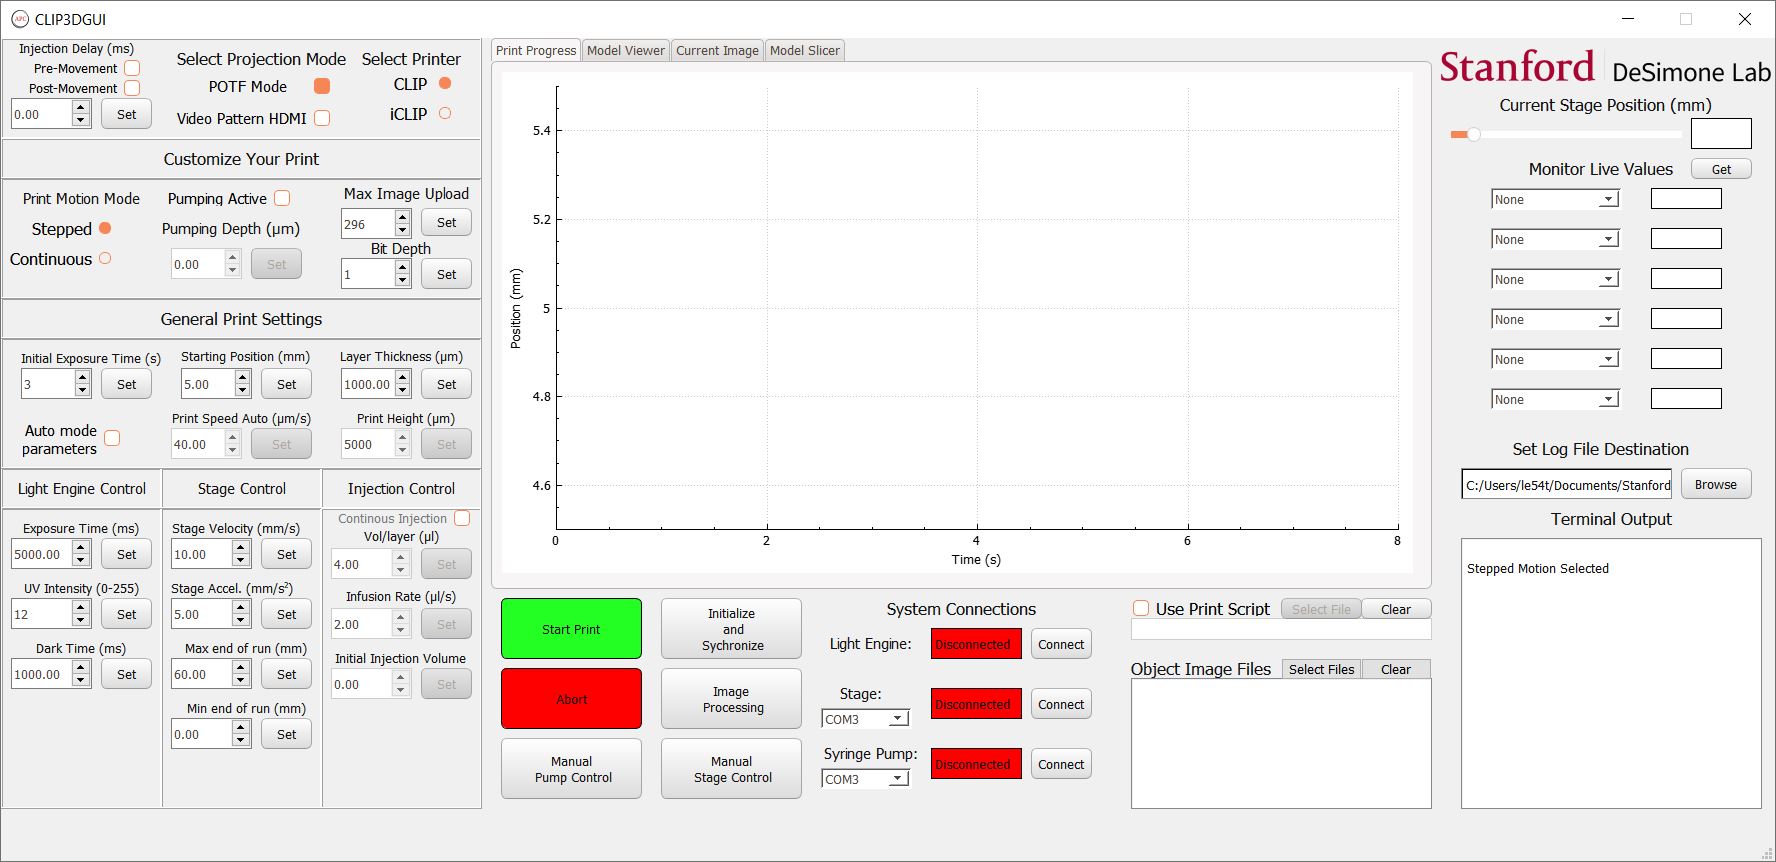 CLIP3DGUI
Injection Delay (ms)
Pre-Movement
Post-Movement
0.00
Set
Select Projection Mode
POTF Mode
Video Pattern HDMI
Select Printer
CLIP
iCLIP
Customize Your Print
Print Motion Mode
Stepped
Continuous
Pumping Active
Pumping Depth (µm)
0.00
Set
Max Image Upload
296
Set
Bit Depth
1
Set
General Print Settings
Initial Exposure Time (s)
3
Set
Starting Position (mm)
5.00
Set
Layer Thickness (µm)
1000.00
Set
Auto mode
parameters
Print Speed Auto (µm/s)
40.00
Set
Print Height (µm)
5000
Set
Light Engine Control
Exposure Time (ms)
5000.00
Set
UV Intensity (0-255)
12
Set
Dark Time (ms)
1000.00
Set
Stage Control
Stage Velocity (mm/s)
10.00
Set
Stage Accel. (mm/s²)
5.00
Set
Max end of run (mm)
60.00
Set
Min end of run (mm)
0.00
Set
Injection Control
Continous Injection
Vol/layer (µl)
4.00
Set
Infusion Rate (µl/s)
2.00
Set
Initial Injection Volume
0.00
Set
Print Progress
Model Viewer
Current Image
Model Slicer
Position (mm)
5.4
5.2
5
4.8
4.6
0
2
4
6
8
Time (s)
Start Print
Abort
Manual
Pump Control
Initialize
and
Sychronize
Image
Processing
Manual
Stage Control
System Connections
Light Engine:
Disconnected
Connect
Stage:
COM3
Disconnected
Connect
Syringe Pump:
COM3
Disconnected
Connect
Use Print Script
Select File
Clear
Object Image Files
Select Files
Clear
Stanford
DeSimone Lab
Current Stage Position (mm)
Monitor Live Values
Get
None
None
None
None
None
None
Set Log File Destination
C:/Users/le54t/Documents/Stanford
Browse
Terminal Output
Stepped Motion Selected